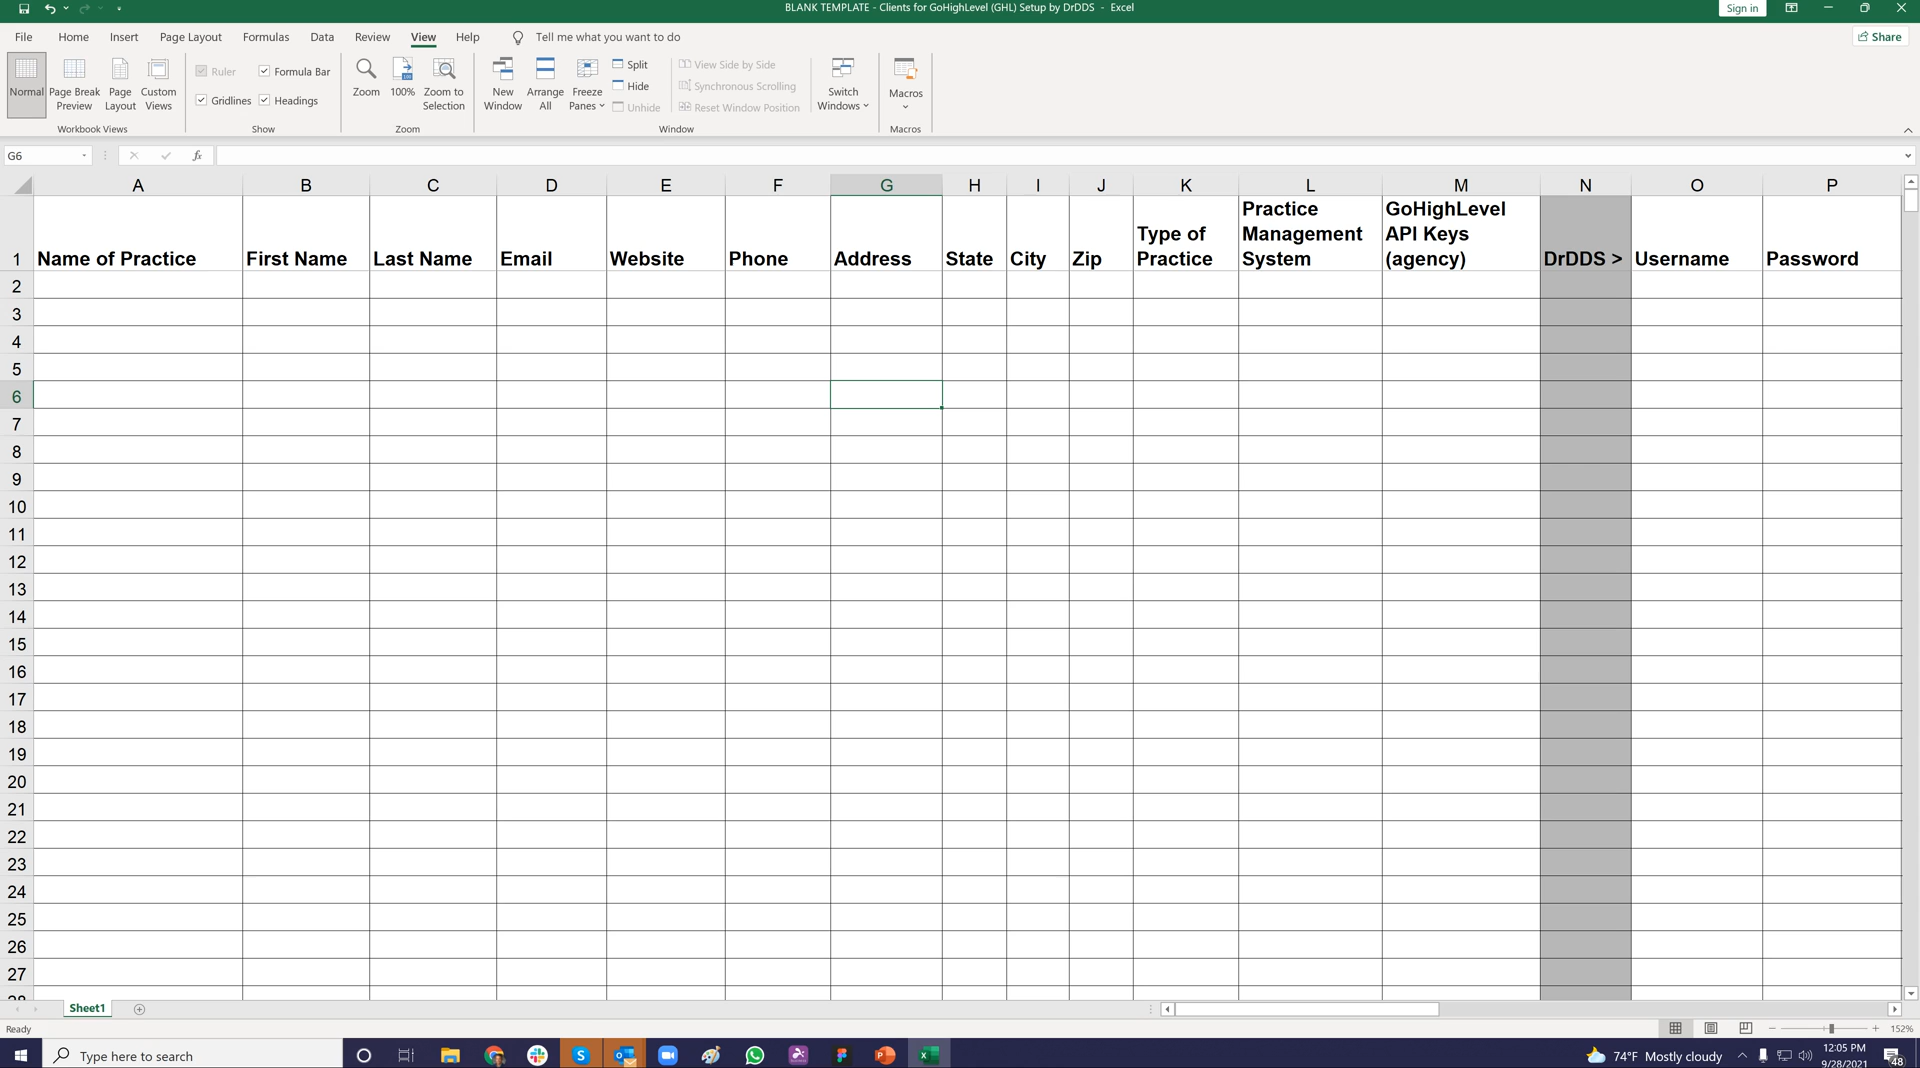 BLANK TEMPLATE - Clients for GoHighLevel (GHL) Setup by DrDDS - Excel
Sign in
File Home Insert Page Layout Formulas Data Review View Help Tell me what you want to do
Share
Normal
Page Break Preview
Page Layout
Custom Views
Workbook Views
Ruler
Formula Bar
Gridlines
Headings
Show
Zoom
100%
Zoom to Selection
Zoom
New Window
Arrange All
Freeze Panes
Split
Hide
Unhide
View Side by Side
Synchronous Scrolling
Reset Window Position
Window
Switch Windows
Macros
Macros
G6
fx
A B C D E F G H I J K L M N O P
1
Name of Practice
First Name
Last Name
Email
Website
Phone
Address
State
City
Zip
Type of
Practice
Practice
Management
System
GoHighLevel
API Keys
(agency)
DrDDS >
Username
Password
2
3
4
5
6
7
8
9
10
11
12
13
14
15
16
17
18
19
20
21
22
23
24
25
26
27
28
Sheet1
Ready
152%
Type here to search
74°F Mostly cloudy
12:05 PM
9/28/2021
48